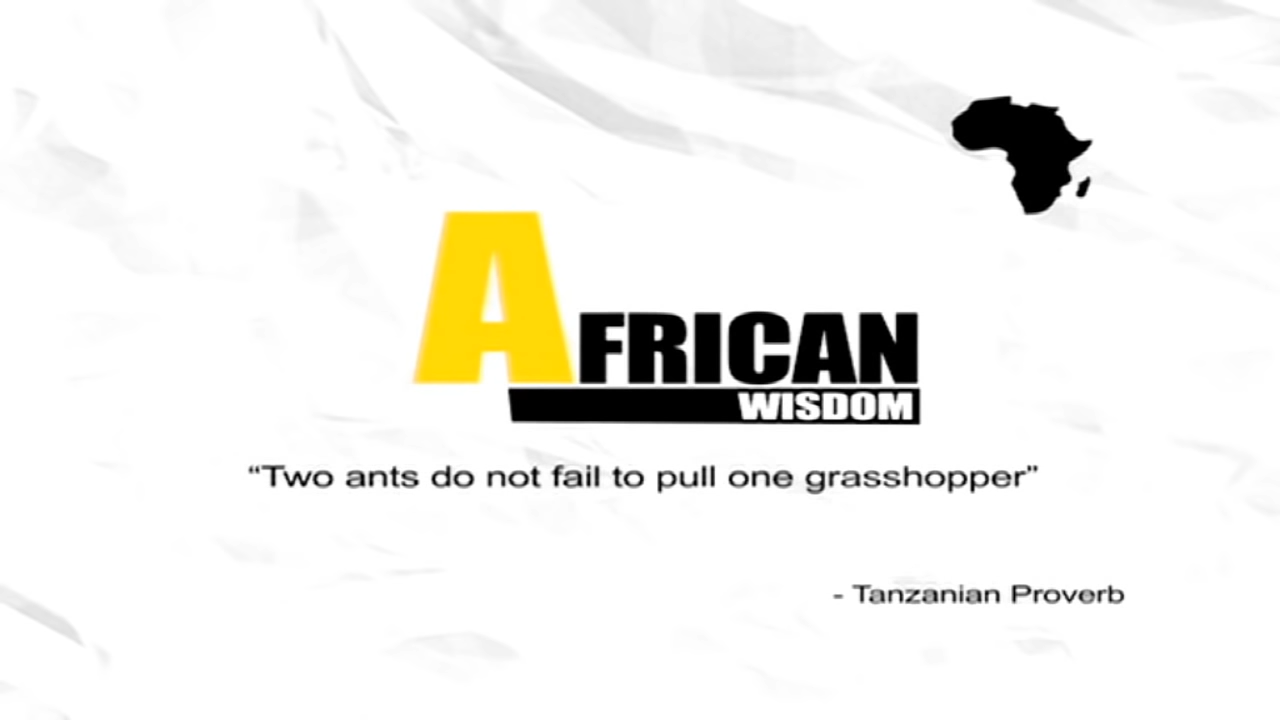 AFRICAN
WISDOM
“Two ants do not fail to pull one grasshopper”
- Tanzanian Proverb